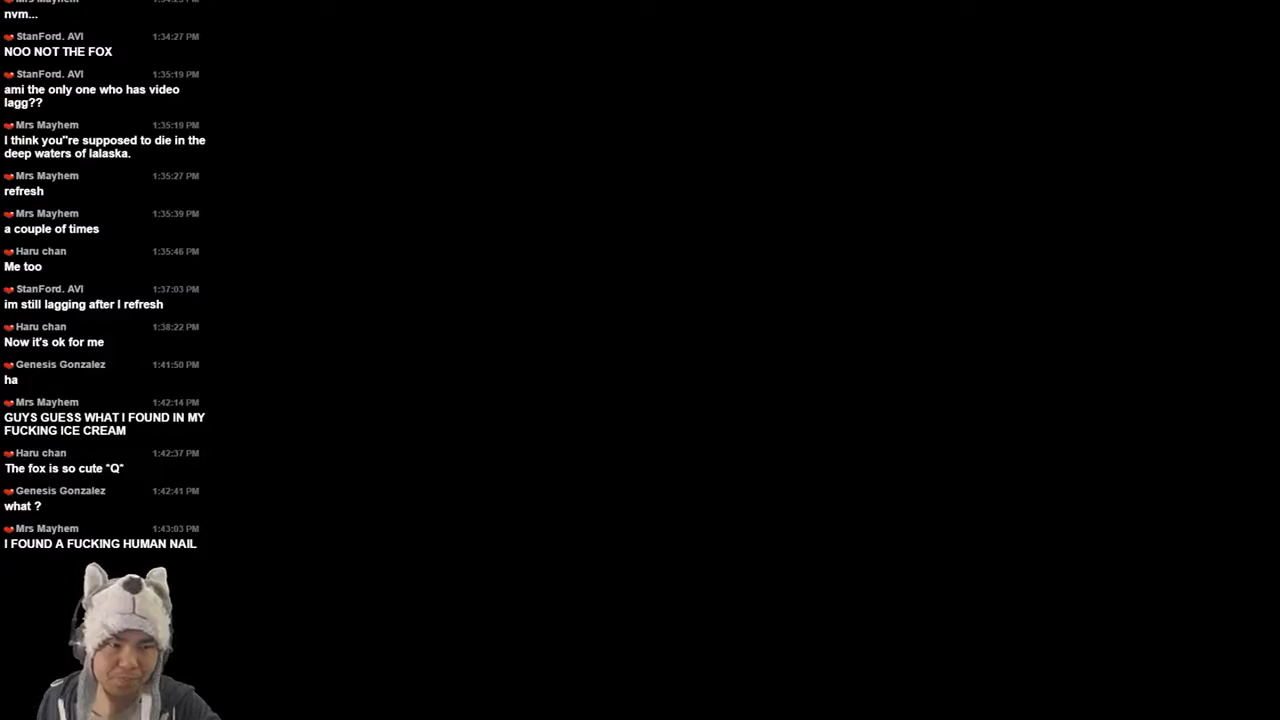 Mrs Mayhem 1:34:23 PM
nvm...
StanFord. AVI 1:34:27 PM
NOO NOT THE FOX
StanFord. AVI 1:35:19 PM
ami the only one who has video
lagg??
Mrs Mayhem 1:35:19 PM
I think you"re supposed to die in the
deep waters of lalaska.
Mrs Mayhem 1:35:27 PM
refresh
Mrs Mayhem 1:35:39 PM
a couple of times
Haru chan 1:35:46 PM
Me too
StanFord. AVI 1:37:03 PM
im still lagging after I refresh
Haru chan 1:38:22 PM
Now it's ok for me
Genesis Gonzalez 1:41:50 PM
ha
Mrs Mayhem 1:42:14 PM
GUYS GUESS WHAT I FOUND IN MY
FUCKING ICE CREAM
Haru chan 1:42:37 PM
The fox is so cute *Q*
Genesis Gonzalez 1:42:41 PM
what ?
Mrs Mayhem 1:43:03 PM
I FOUND A FUCKING HUMAN NAIL